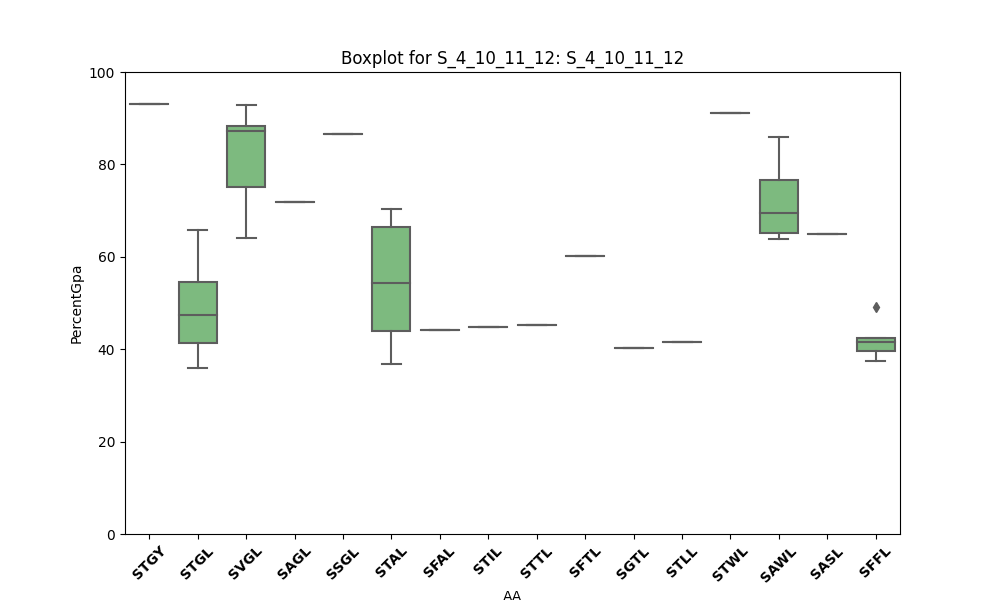 Boxplot for S_4_10_11_12: S_4_10_11_12
PercentGpa
100
80
60
40
20
0
STGY STGL SVGL SAGL SSGL STAL SFAL STIL STTL SFTL SGTL STLL STWL SAWL SASL SFFL
AA